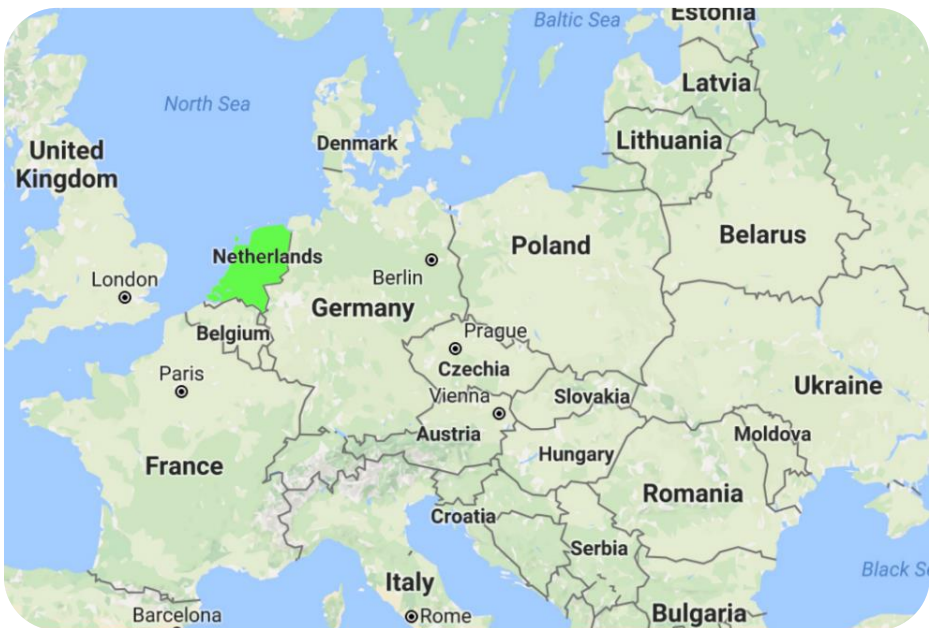 Baltic Sea
Estonia
Latvia
North Sea
Denmark
Lithuania
United
Kingdom
Belarus
Poland
Netherlands
Berlin
London
Germany
Belgium
Prague
Czechia
Paris
Ukraine
Vienna
Slovakia
Austria
Moldova
Hungary
France
Romania
Croatia
Serbia
Black Se
Italy
Barcelona
Rome
Bulgaria